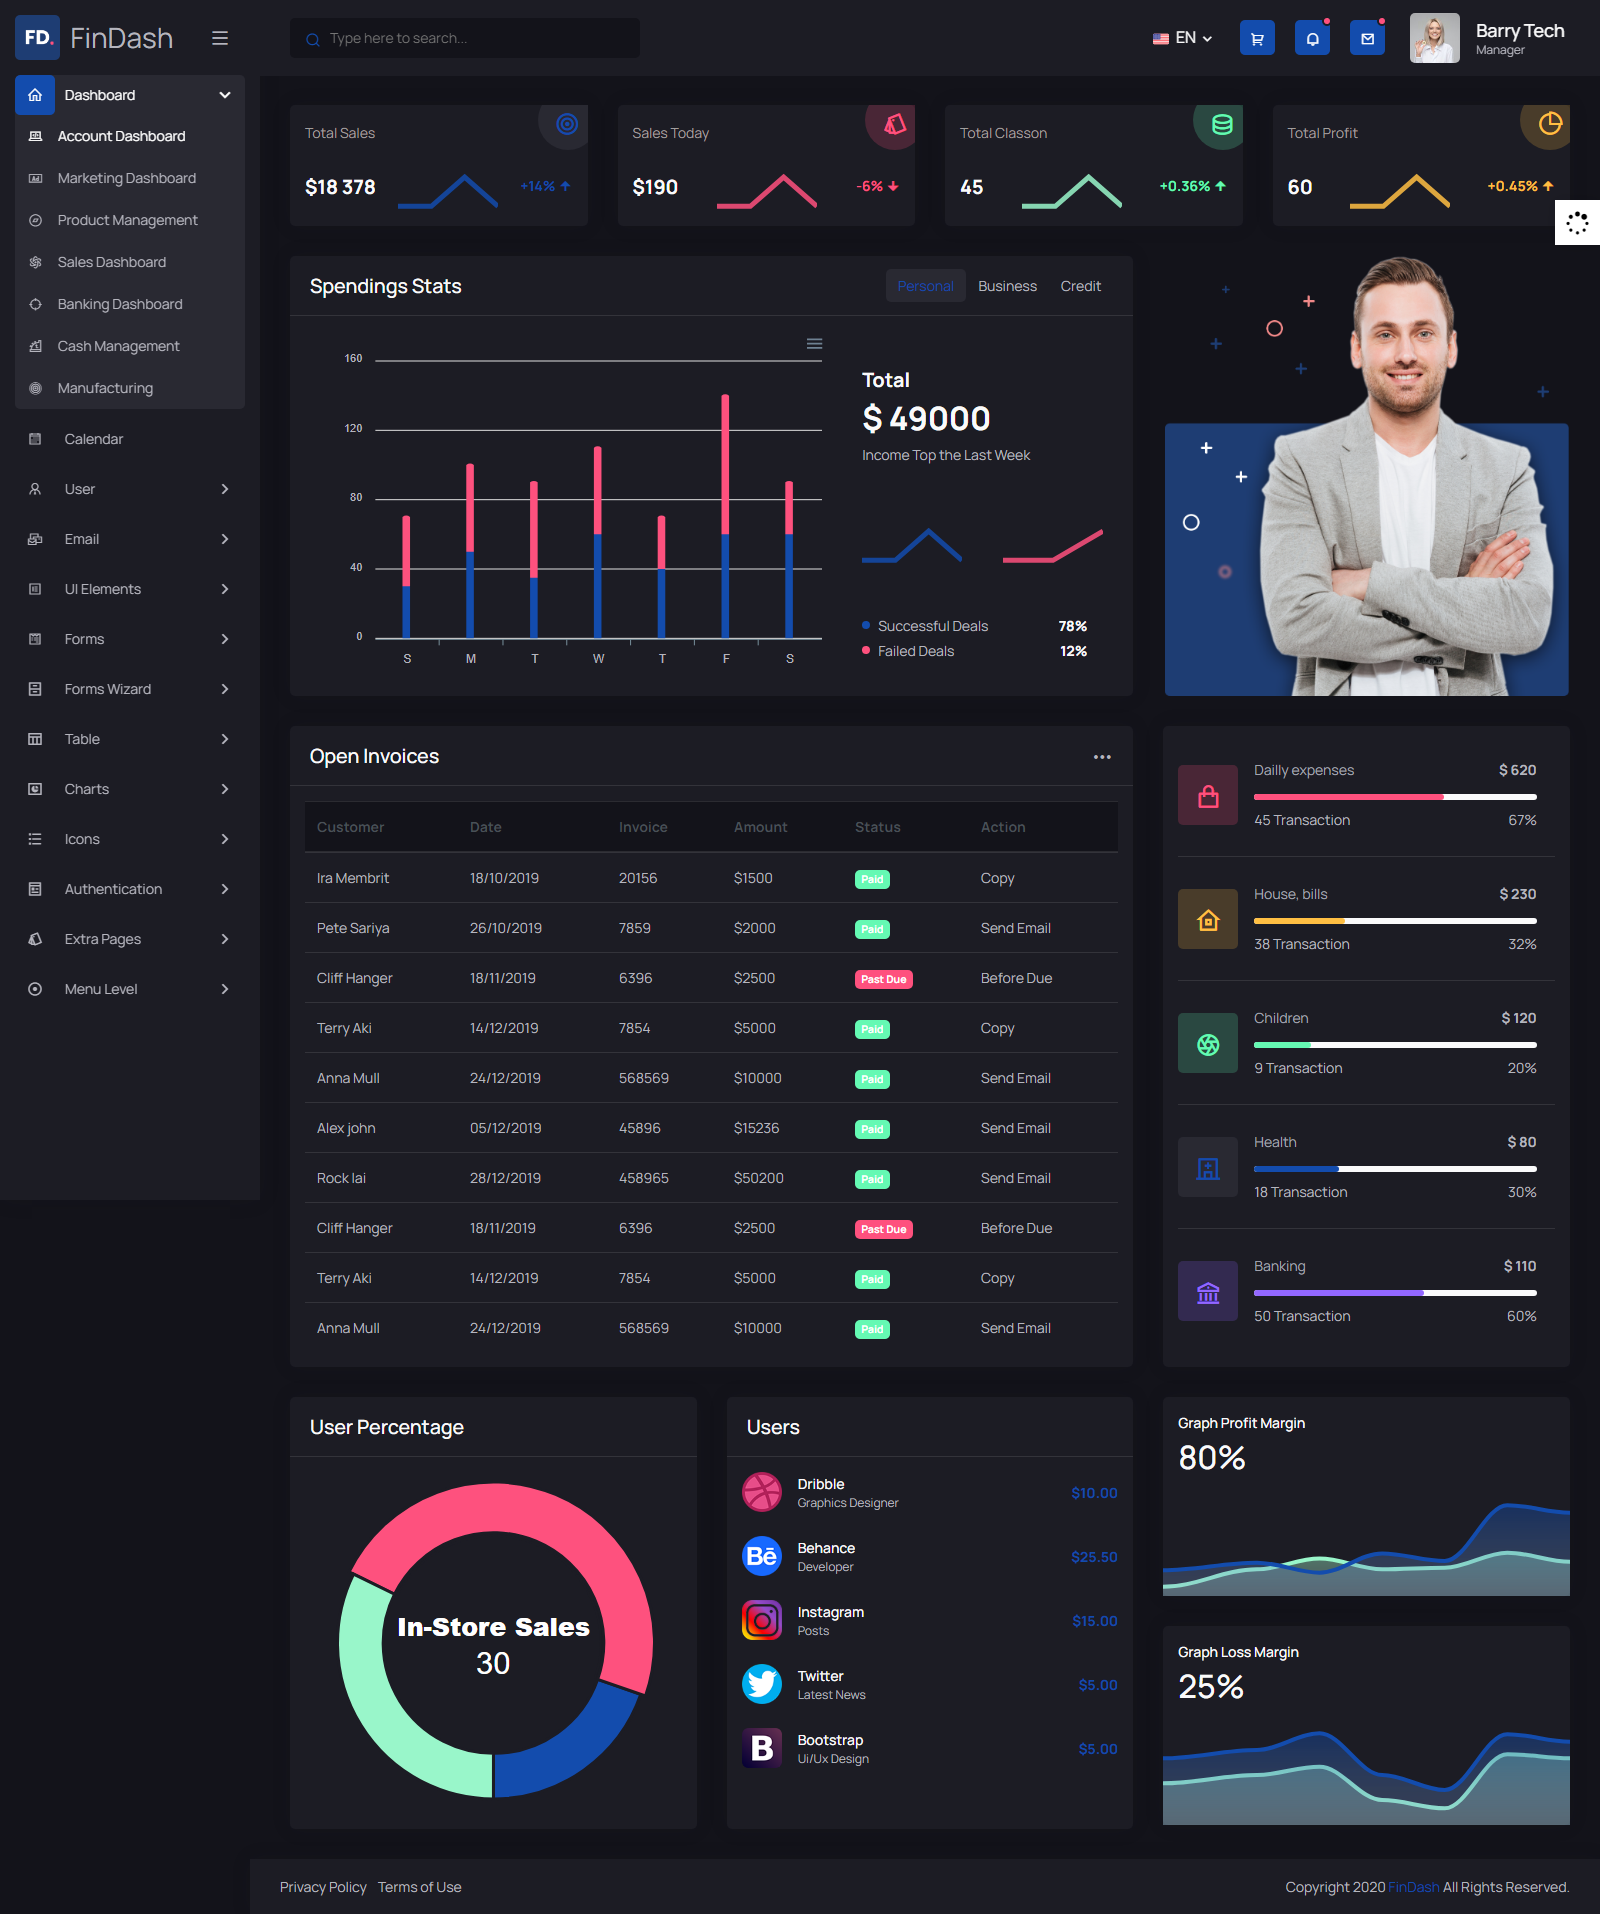 FD. FinDash
Type here to search...
EN
Barry Tech
Manager
Dashboard
Account Dashboard
Marketing Dashboard
Product Management
Sales Dashboard
Banking Dashboard
Cash Management
Manufacturing
Calendar
User
Email
UI Elements
Forms
Forms Wizard
Table
Charts
Icons
Authentication
Extra Pages
Menu Level
Total Sales
$18 378
+14%
Sales Today
$190
-6%
Total Classon
45
+0.36%
Total Profit
60
+0.45%
Spendings Stats
Personal Business Credit
160
120
80
40
0
S M T W T F S
Total
$ 49000
Income Top the Last Week
Successful Deals 78%
Failed Deals 12%
Open Invoices
Customer Date Invoice Amount Status Action
Ira Membrit 18/10/2019 20156 $1500 Paid Copy
Pete Sariya 26/10/2019 7859 $2000 Paid Send Email
Cliff Hanger 18/11/2019 6396 $2500 Past Due Before Due
Terry Aki 14/12/2019 7854 $5000 Paid Copy
Anna Mull 24/12/2019 568569 $10000 Paid Send Email
Alex john 05/12/2019 45896 $15236 Paid Send Email
Rock lai 28/12/2019 458965 $50200 Paid Send Email
Cliff Hanger 18/11/2019 6396 $2500 Past Due Before Due
Terry Aki 14/12/2019 7854 $5000 Paid Copy
Anna Mull 24/12/2019 568569 $10000 Paid Send Email
Dailly expenses $ 620
45 Transaction 67%
House, bills $ 230
38 Transaction 32%
Children $ 120
9 Transaction 20%
Health $ 80
18 Transaction 30%
Banking $ 110
50 Transaction 60%
User Percentage
In-Store Sales
30
Users
Dribble
Graphics Designer
$10.00
Bē
Behance
Developer
$25.50
Instagram
Posts
$15.00
Twitter
Latest News
$5.00
B
Bootstrap
Ui/Ux Design
$5.00
Graph Profit Margin
80%
Graph Loss Margin
25%
Privacy Policy Terms of Use
Copyright 2020 FinDash All Rights Reserved.